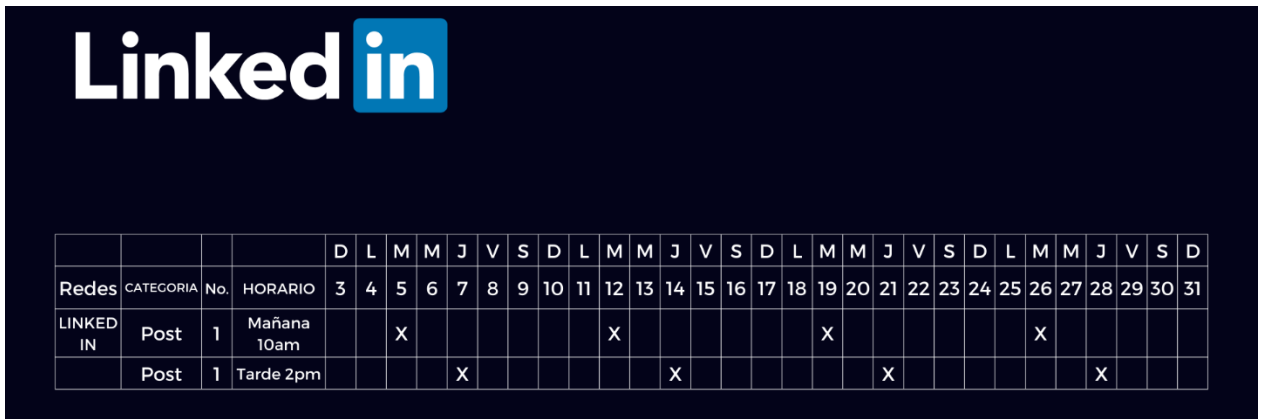 Linked in
D L M M J V S D L M M J V S D L M M J V S D L M M J V S D
Redes CATEGORIA No. HORARIO 3 4 5 6 7 8 9 10 11 12 13 14 15 16 17 18 19 20 21 22 23 24 25 26 27 28 29 30 31
LINKED
IN
Post 1
Mañana
10am
X X X X
Post 1 Tarde 2pm X X X X